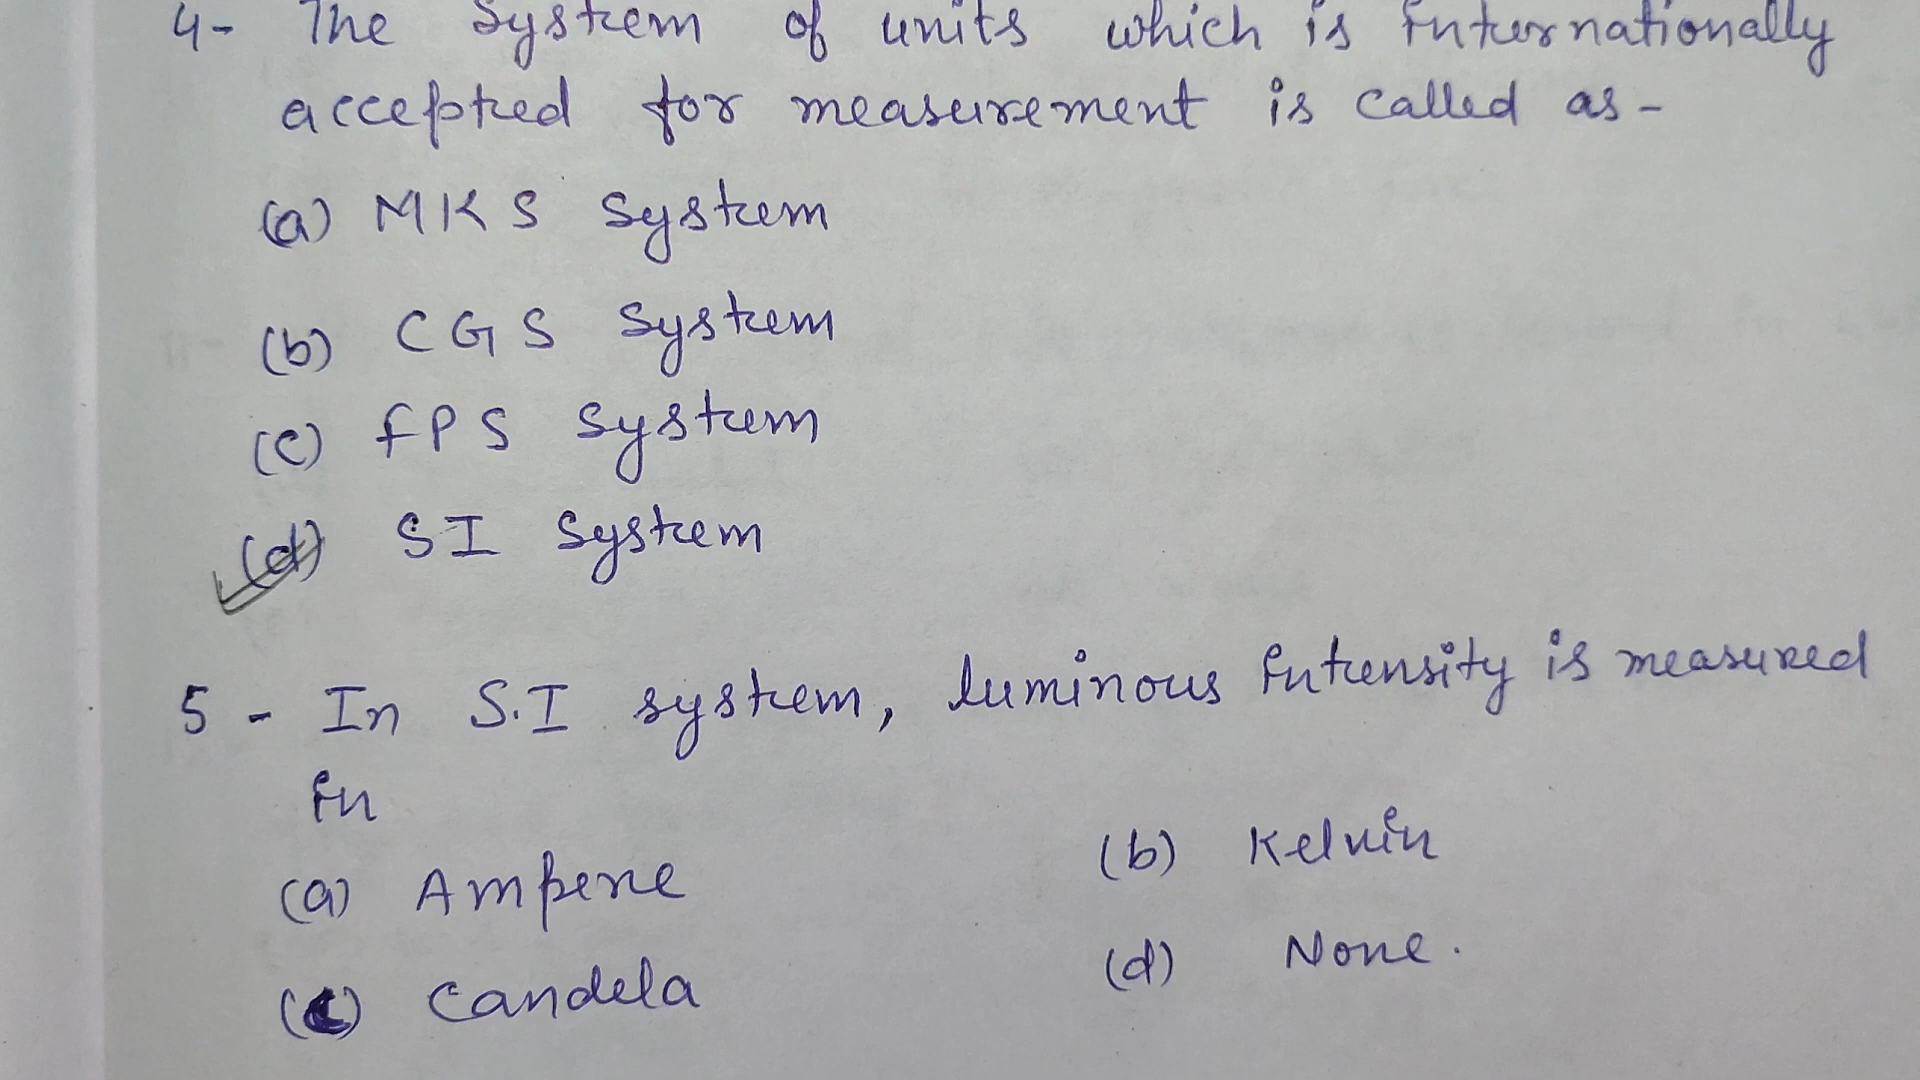 4- The System of units which is internationally
accepted for measurement is called as-
(a) MKS System
(b) CGS System
(c) FPS System
(d) SI System
5 - In S.I system, luminous intensity is measured
in
(a) Ampere
(b) Kelvin
(c) Candela
(d) None.